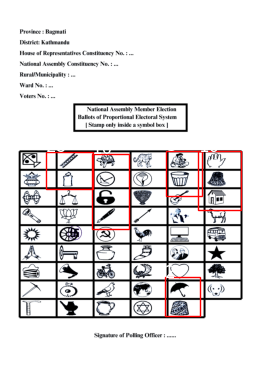 Province : Bagmati
District: Kathmandu
House of Representatives Constituency No. : ...
National Assembly Constituency No. : ...
Rural/Municipality : ...
Ward No. : ...
Voters No. : ...
National Assembly Member Election
Ballots of Proportional Electoral System
[ Stamp only inside a symbol box ]
Signature of Polling Officer : ......